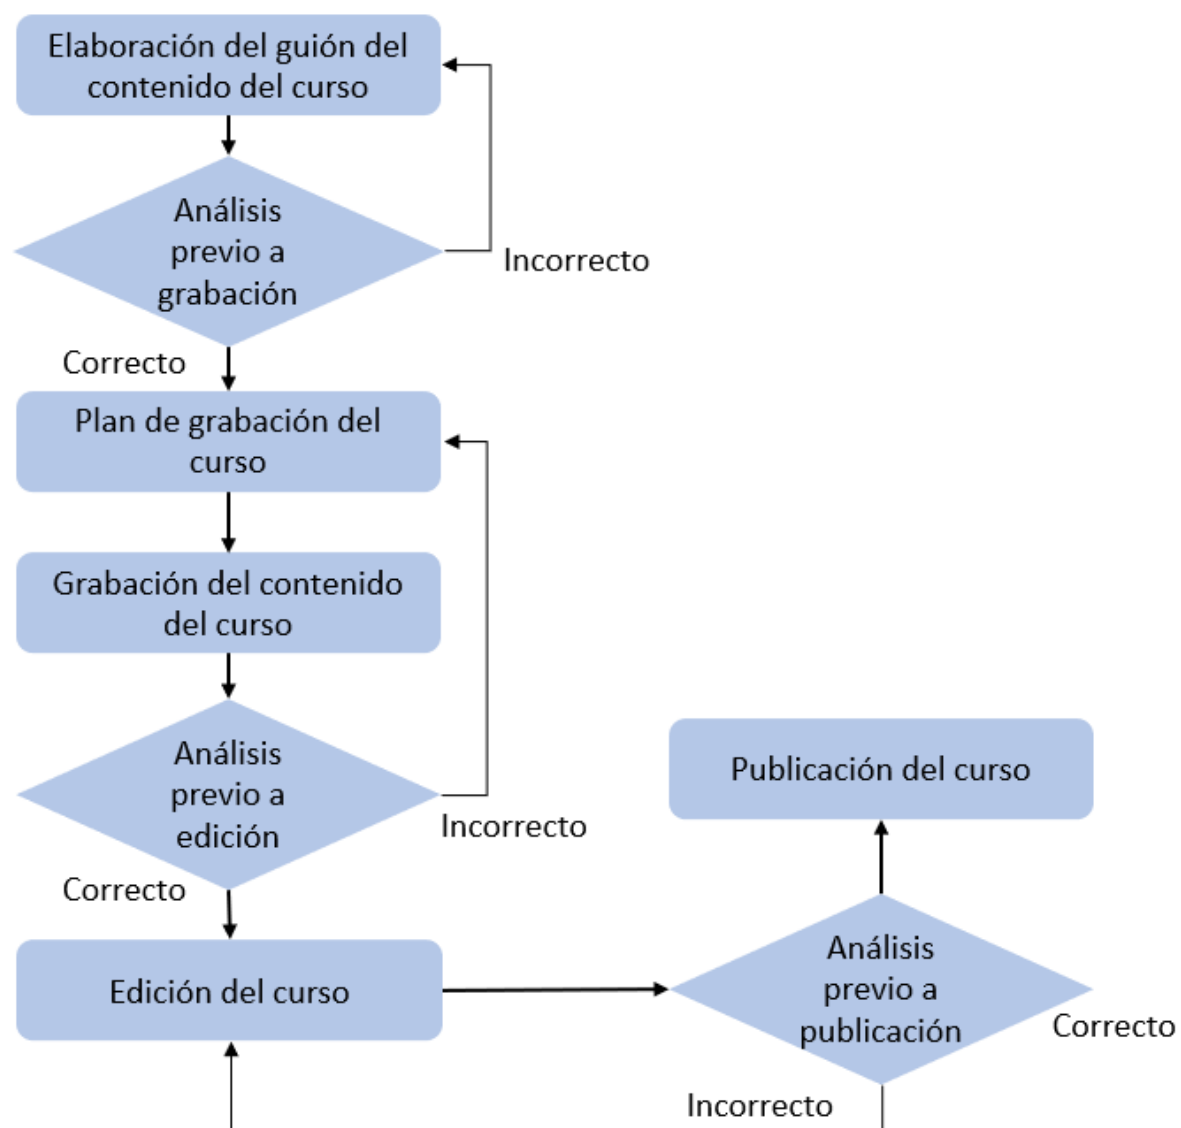 Elaboración del guión del
contenido del curso
Análisis
previo a
grabación
Incorrecto
Correcto
Plan de grabación del
curso
Grabación del contenido
del curso
Análisis
previo a
edición
Incorrecto
Correcto
Edición del curso
Publicación del curso
Análisis
previo a
publicación
Correcto
Incorrecto